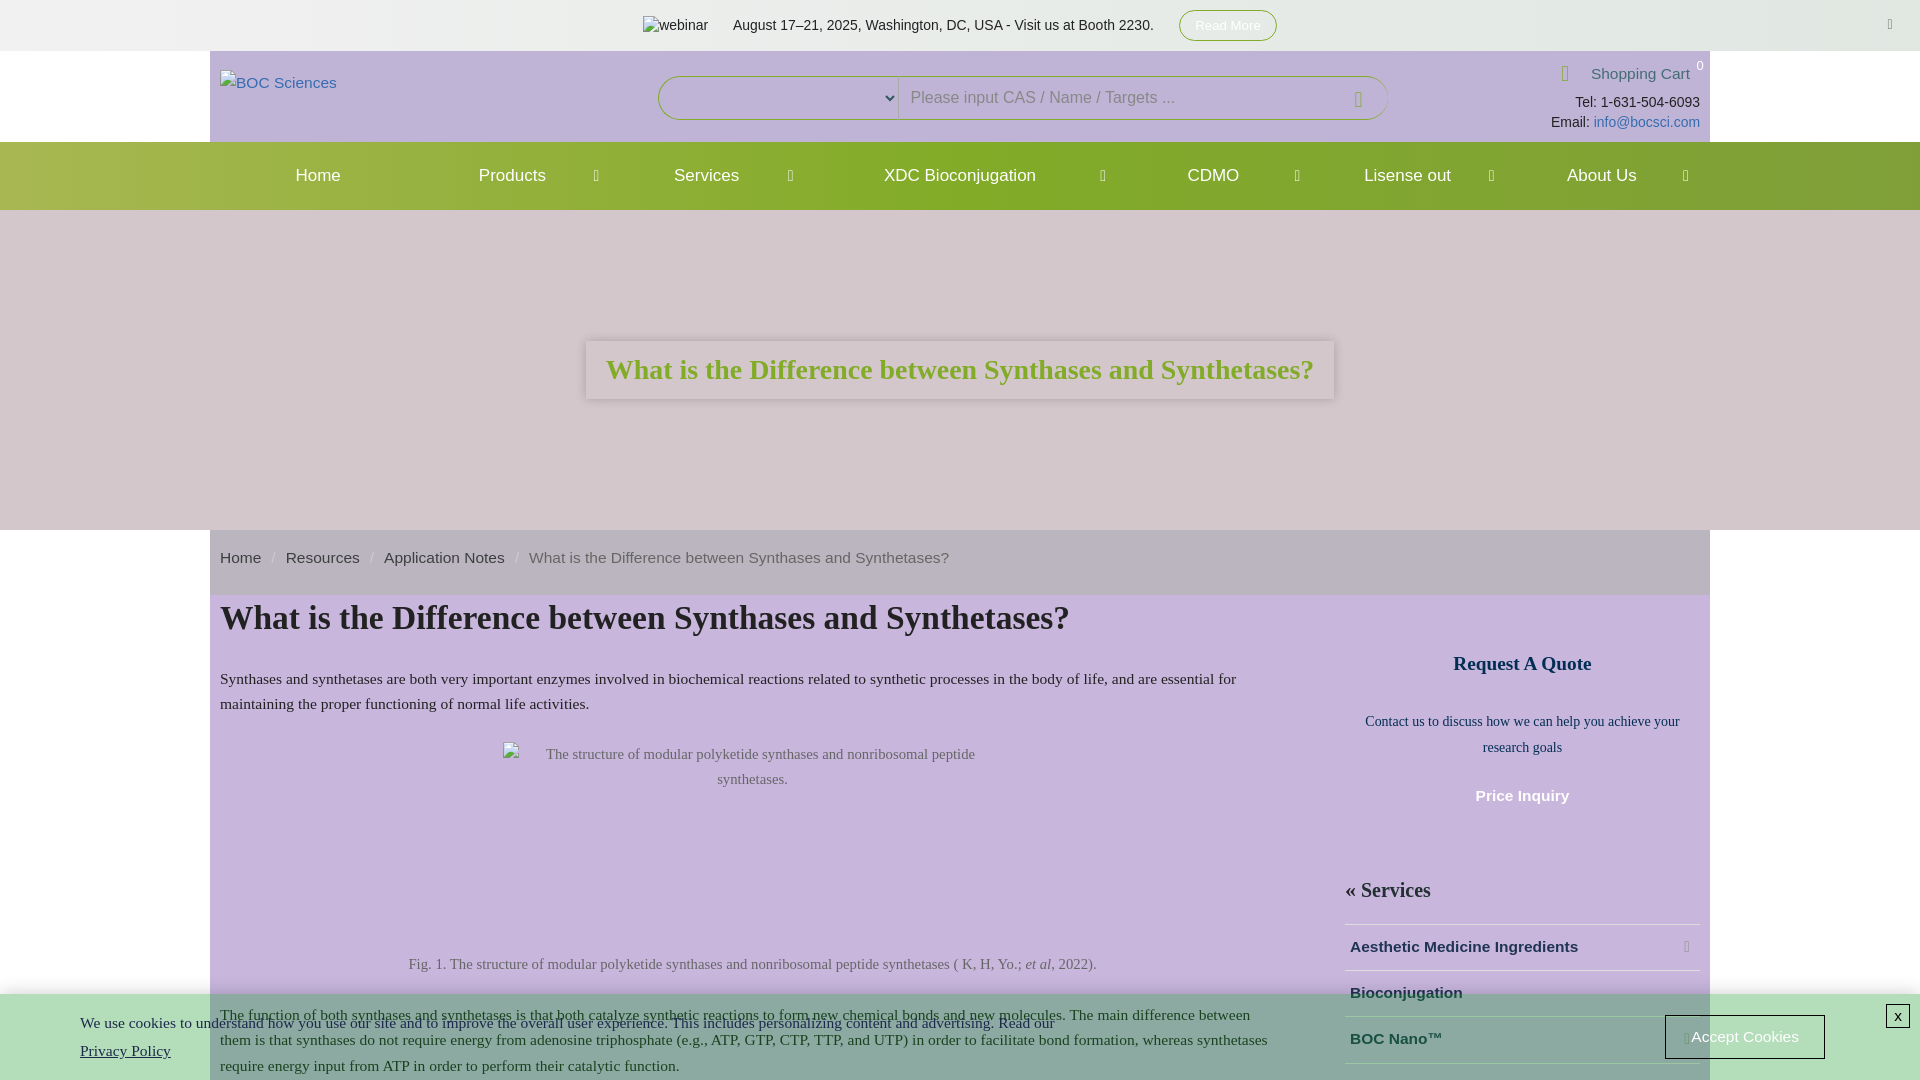 webinar August 17–21, 2025, Washington, DC, USA - Visit us at Booth 2230. Read More
BOC Sciences
Please input CAS / Name / Targets ...
Shopping Cart 0
Tel: 1-631-504-6093
Email: info@bocsci.com
Home Products Services XDC Bioconjugation CDMO Lisense out About Us
What is the Difference between Synthases and Synthetases?
Home / Resources / Application Notes / What is the Difference between Synthases and Synthetases?
What is the Difference between Synthases and Synthetases?
Synthases and synthetases are both very important enzymes involved in biochemical reactions related to synthetic processes in the body of life, and are essential for
maintaining the proper functioning of normal life activities.
The structure of modular polyketide synthases and nonribosomal peptide
synthetases.
Fig. 1. The structure of modular polyketide synthases and nonribosomal peptide synthetases ( K, H, Yo.; et al, 2022).
The function of both synthases and synthetases is that both catalyze synthetic reactions to form new chemical bonds and new molecules. The main difference between
them is that synthases do not require energy from adenosine triphosphate (e.g., ATP, GTP, CTP, TTP, and UTP) in order to facilitate bond formation, whereas synthetases
require energy input from ATP in order to perform their catalytic function.
Request A Quote
Contact us to discuss how we can help you achieve your
research goals
Price Inquiry
« Services
Aesthetic Medicine Ingredients
Bioconjugation
BOC Nano™
We use cookies to understand how you use our site and to improve the overall user experience. This includes personalizing content and advertising. Read our
Privacy Policy
Accept Cookies
x